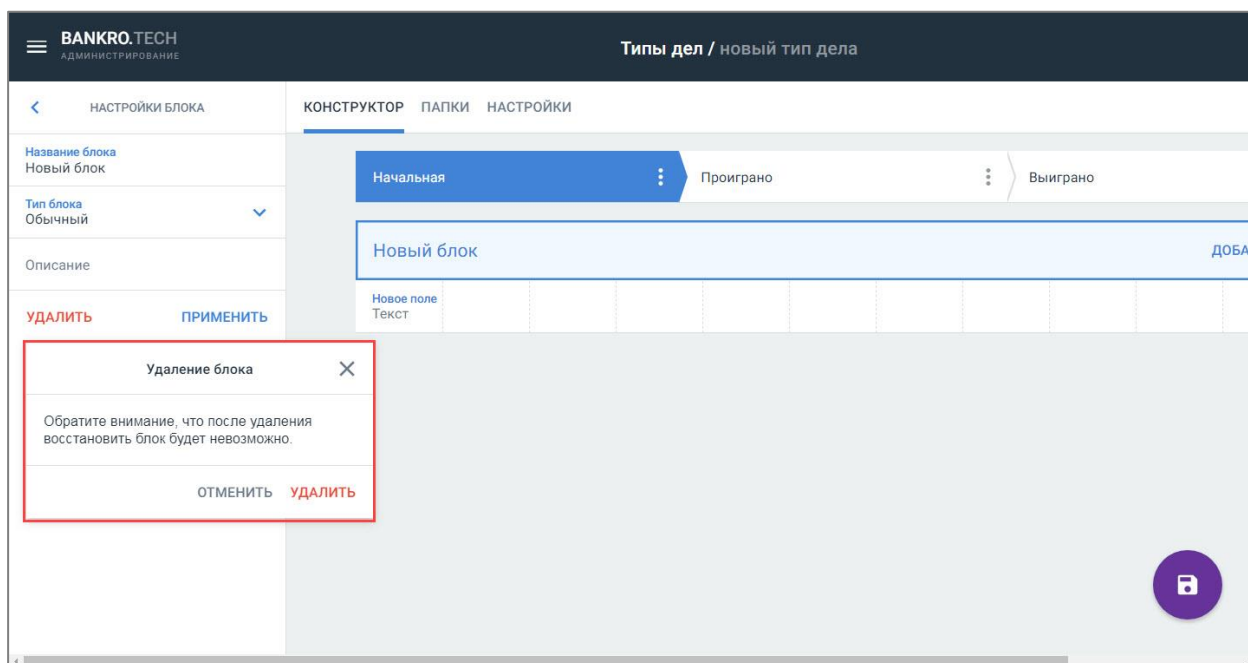 BANKRO.TECH
АДМИНИСТРИРОВАНИЕ
Типы дел / новый тип дела
НАСТРОЙКИ БЛОКА
КОНСТРУКТОР ПАПКИ НАСТРОЙКИ
Название блока
Новый блок
Тип блока
Обычный
Описание
УДАЛИТЬ ПРИМЕНИТЬ
Начальная Проиграно Выиграно
Новый блок ДОБА
Новое поле
Текст
Удаление блока
Обратите внимание, что после удаления
восстановить блок будет невозможно.
ОТМЕНИТЬ УДАЛИТЬ